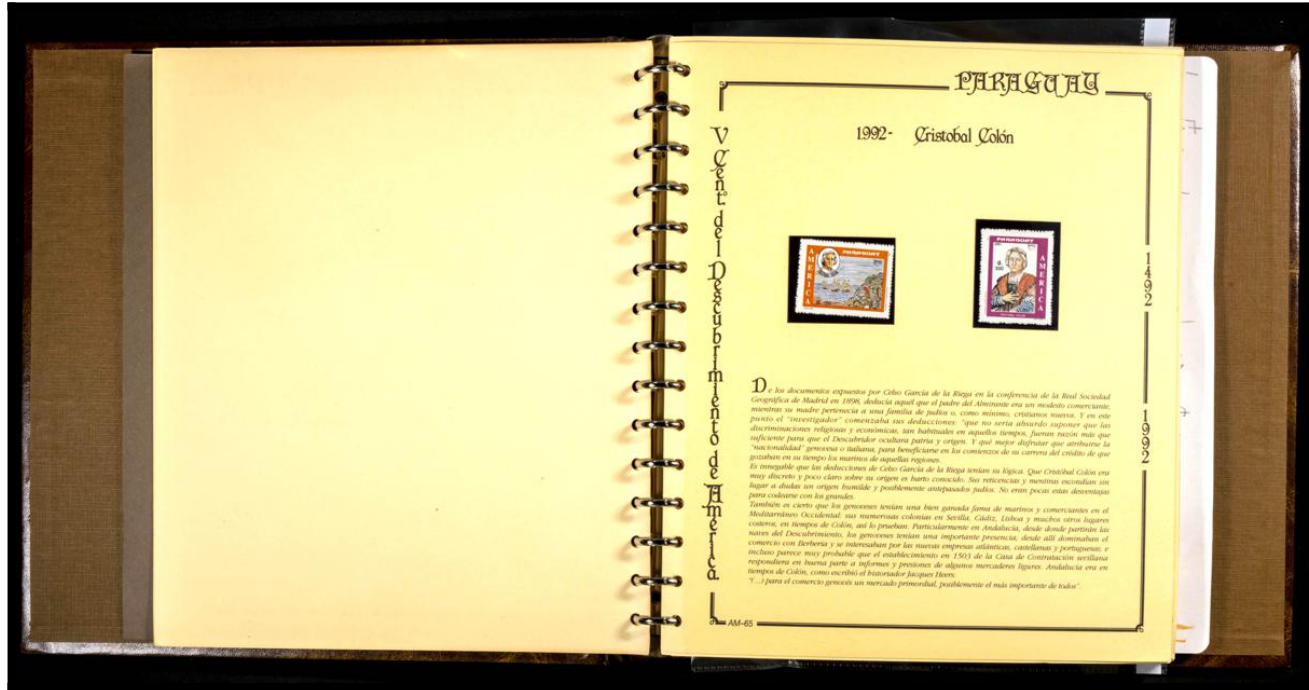 PARAGUAY
1992- Cristobal Colón
V Cent. del Descubrimiento de América
1492
1992
PARAGUAY
AMERICA
PARAGUAY
AMERICA
De los documentos expuestos por Celso García de la Riega en la conferencia de la Real Sociedad
Geográfica de Madrid en 1898, deducía aquél que el padre del Almirante era un modesto comerciante,
mientras su madre pertenecía a una familia de judíos o, como mínimo, cristianos nuevos. Y en este
punto el "investigador" comenzaba sus deducciones: "que no sería absurdo suponer que las
discriminaciones religiosas y económicas, tan habituales en aquellos tiempos, fueran razón más que
suficiente para que el Descubridor ocultara patria y origen. Y qué mejor disfrutar que atribuirse la
"nacionalidad" genovesa o italiana, para beneficiarse en los comienzos de su carrera del crédito de que
gozaban en su tiempo los marinos de aquellas regiones.
Es innegable que las deducciones de Celso García de la Riega tenían su lógica. Que Cristóbal Colón era
muy discreto y poco claro sobre su origen es harto conocido. Sus reticencias y mentiras escondían sin
lugar a dudas un origen humilde y posiblemente antepasados judíos. No eran pocas estas desventajas
para codearse con los grandes.
También es cierto que los genoveses tenían una bien ganada fama de marinos y comerciantes en el
Mediterráneo Occidental: sus numerosas colonias en Sevilla, Cádiz, Lisboa y muchos otros lugares
costeros, en tiempos de Colón, así lo prueban. Particularmente en Andalucía, desde donde partirán las
naves del Descubrimiento, los genoveses tenían una importante presencia; desde allí dominaban el
comercio con Berbería y se interesaban por las nuevas empresas atlánticas, castellanas y portuguesas; e
incluso parece muy probable que el establecimiento en 1503 de la Casa de Contratación sevillana
respondiera en buena parte a informes y presiones de algunos mercaderes ligures. Andalucía era en
tiempos de Colón, como escribió el historiador Jacques Heers:
"(...) para el comercio genovés un mercado primordial, posiblemente el más importante de todos".
AM-65